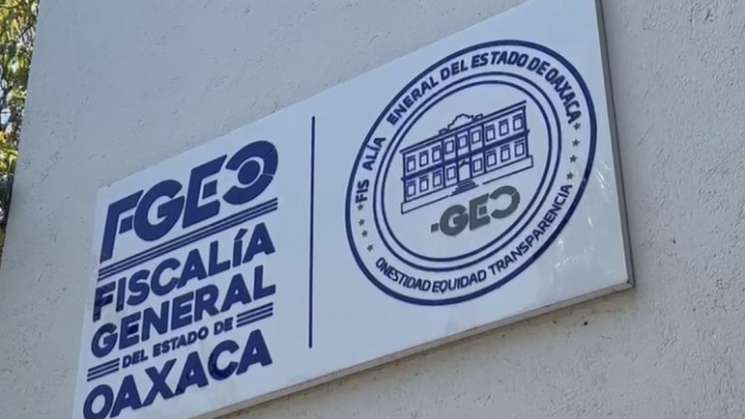 FGEO
FISCALÍA
GENERAL
DEL ESTADO DE
OAXACA
FIS ALÍA ENERAL DEL ESTADO DE OAXACA
-GEO
ONESTIDAD EQUIDAD TRANSPARENCIA